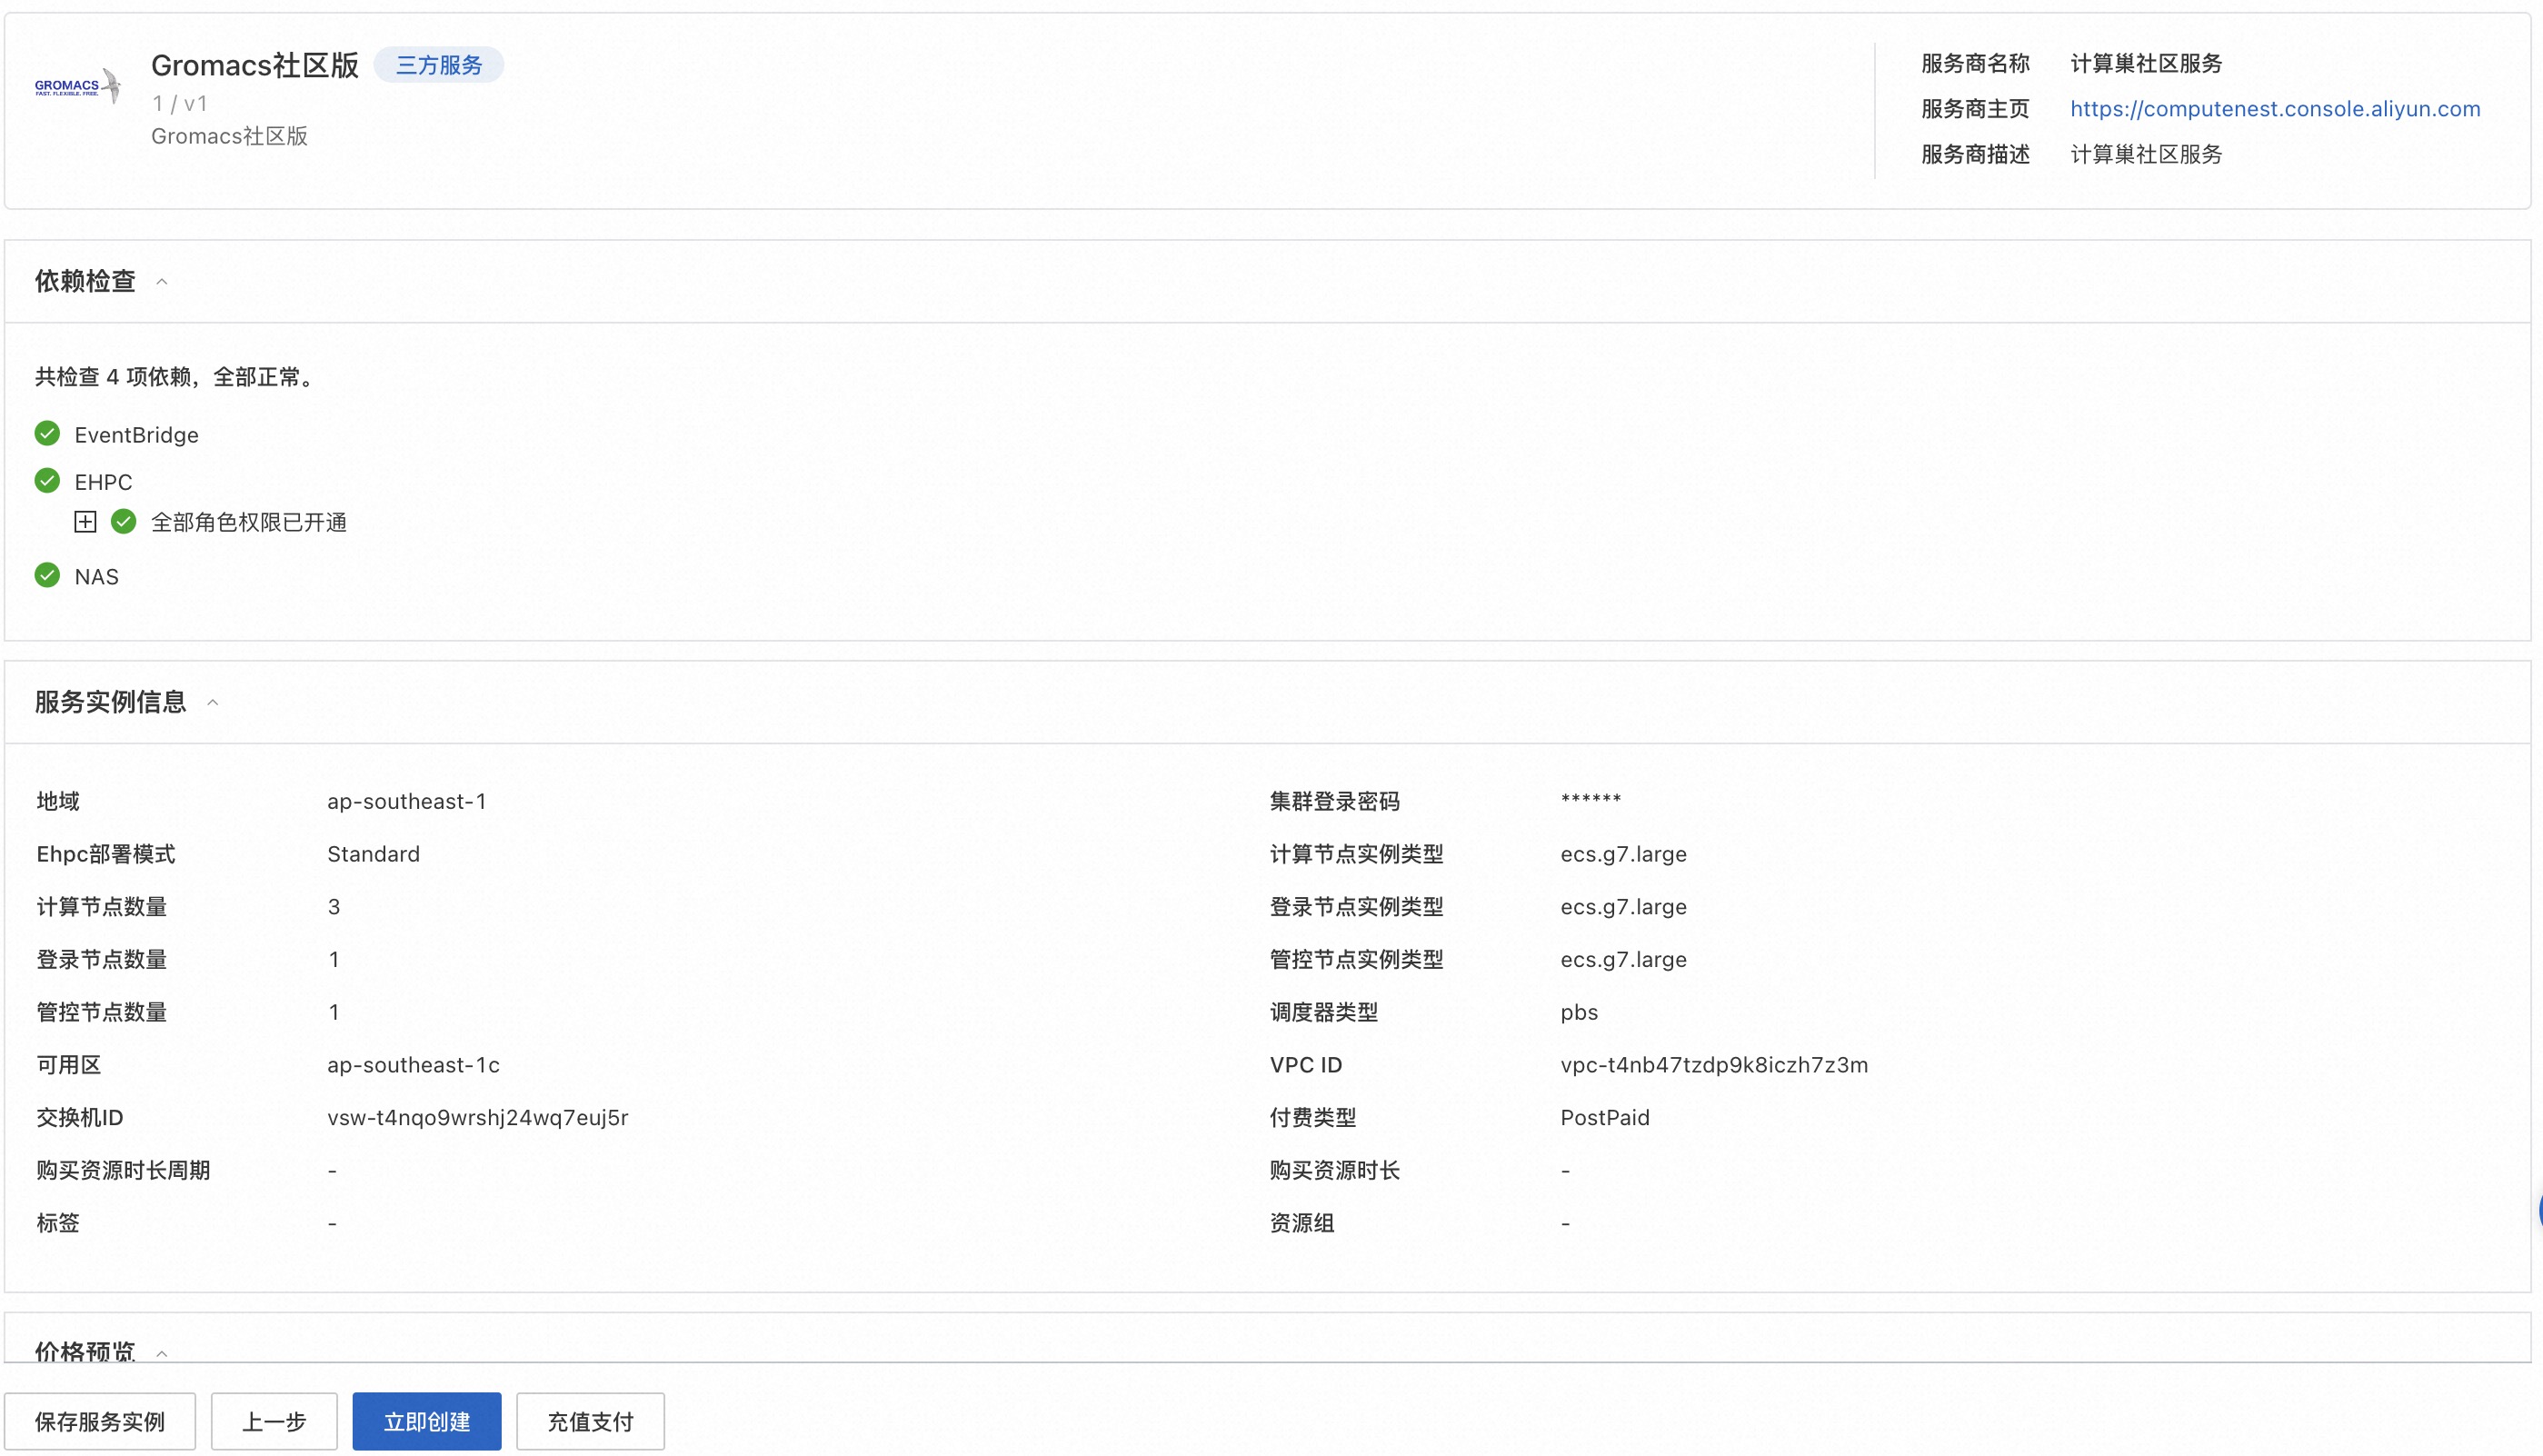 GROMACS
FAST. FLEXIBLE. FREE.
Gromacs社区版 三方服务
1 / v1
Gromacs社区版
服务商名称 计算巢社区服务
服务商主页 https://computenest.console.aliyun.com
服务商描述 计算巢社区服务
依赖检查
共检查 4 项依赖，全部正常。
EventBridge
EHPC
全部角色权限已开通
NAS
服务实例信息
地域 ap-southeast-1 集群登录密码 ******
Ehpc部署模式 Standard 计算节点实例类型 ecs.g7.large
计算节点数量 3 登录节点实例类型 ecs.g7.large
登录节点数量 1 管控节点实例类型 ecs.g7.large
管控节点数量 1 调度器类型 pbs
可用区 ap-southeast-1c VPC ID vpc-t4nb47tzdp9k8iczh7z3m
交换机ID vsw-t4nqo9wrshj24wq7euj5r 付费类型 PostPaid
购买资源时长周期 - 购买资源时长 -
标签 - 资源组 -
价格预览
保存服务实例 上一步 立即创建 充值支付